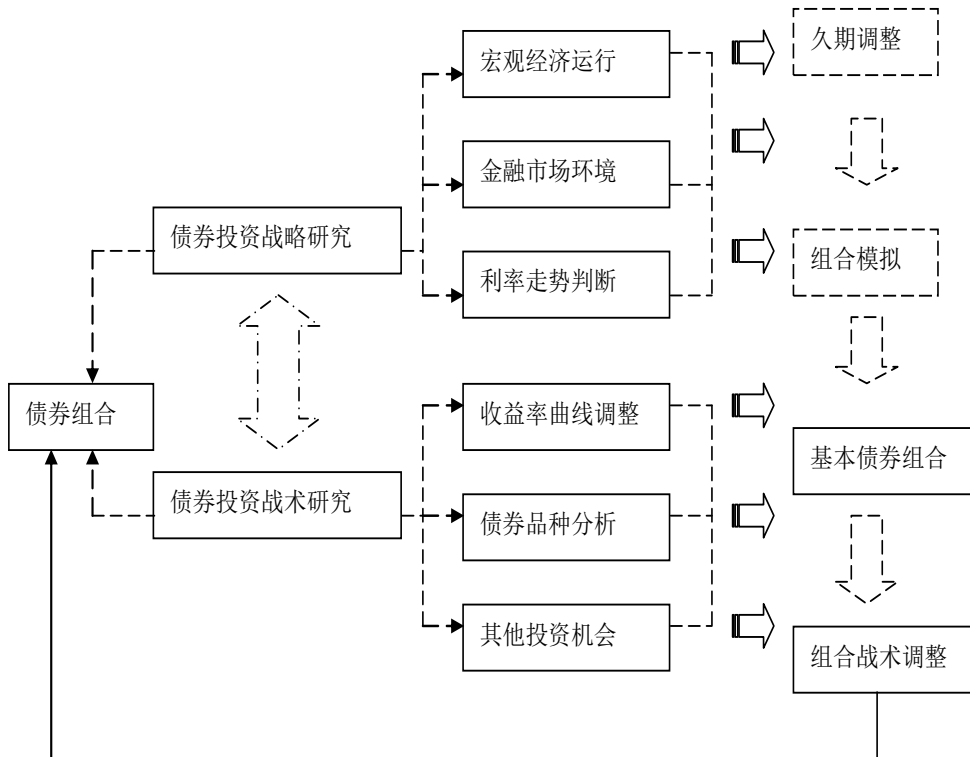 宏观经济运行
久期调整
金融市场环境
债券投资战略研究
组合模拟
利率走势判断
债券组合
收益率曲线调整
基本债券组合
债券投资战术研究
债券品种分析
其他投资机会
组合战术调整